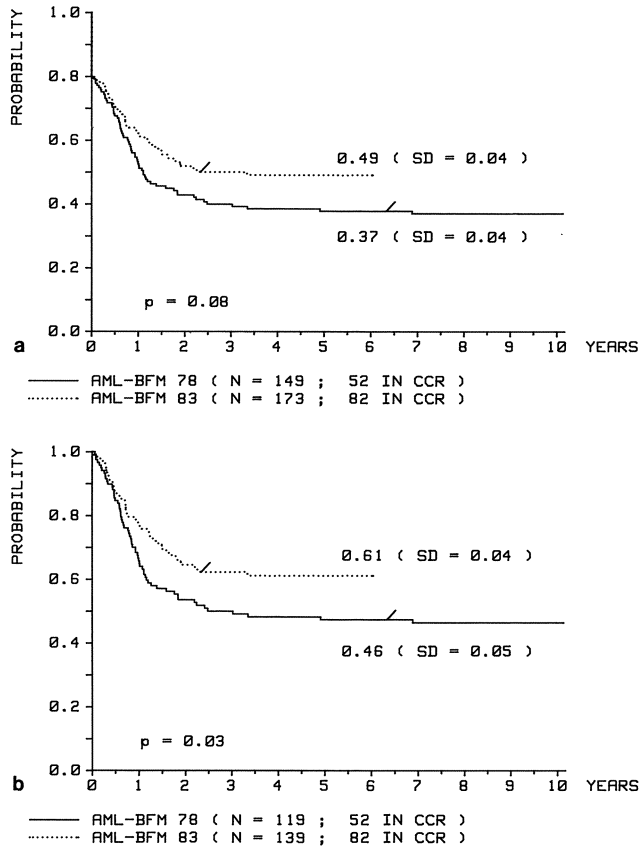 PROBABILITY
1.0
0.8
0.6
0.4
0.2
0.0
0.49 ( SD = 0.04 )
0.37 ( SD = 0.04 )
p = 0.08
0 1 2 3 4 5 6 7 8 9 10 YEARS
a
AML-BFM 78 ( N = 149 ; 52 IN CCR )
AML-BFM 83 ( N = 173 ; 82 IN CCR )
PROBABILITY
1.0
0.8
0.6
0.4
0.2
0.0
0.61 ( SD = 0.04 )
0.46 ( SD = 0.05 )
p = 0.03
0 1 2 3 4 5 6 7 8 9 10 YEARS
b
AML-BFM 78 ( N = 119 ; 52 IN CCR )
AML-BFM 83 ( N = 139 ; 82 IN CCR )